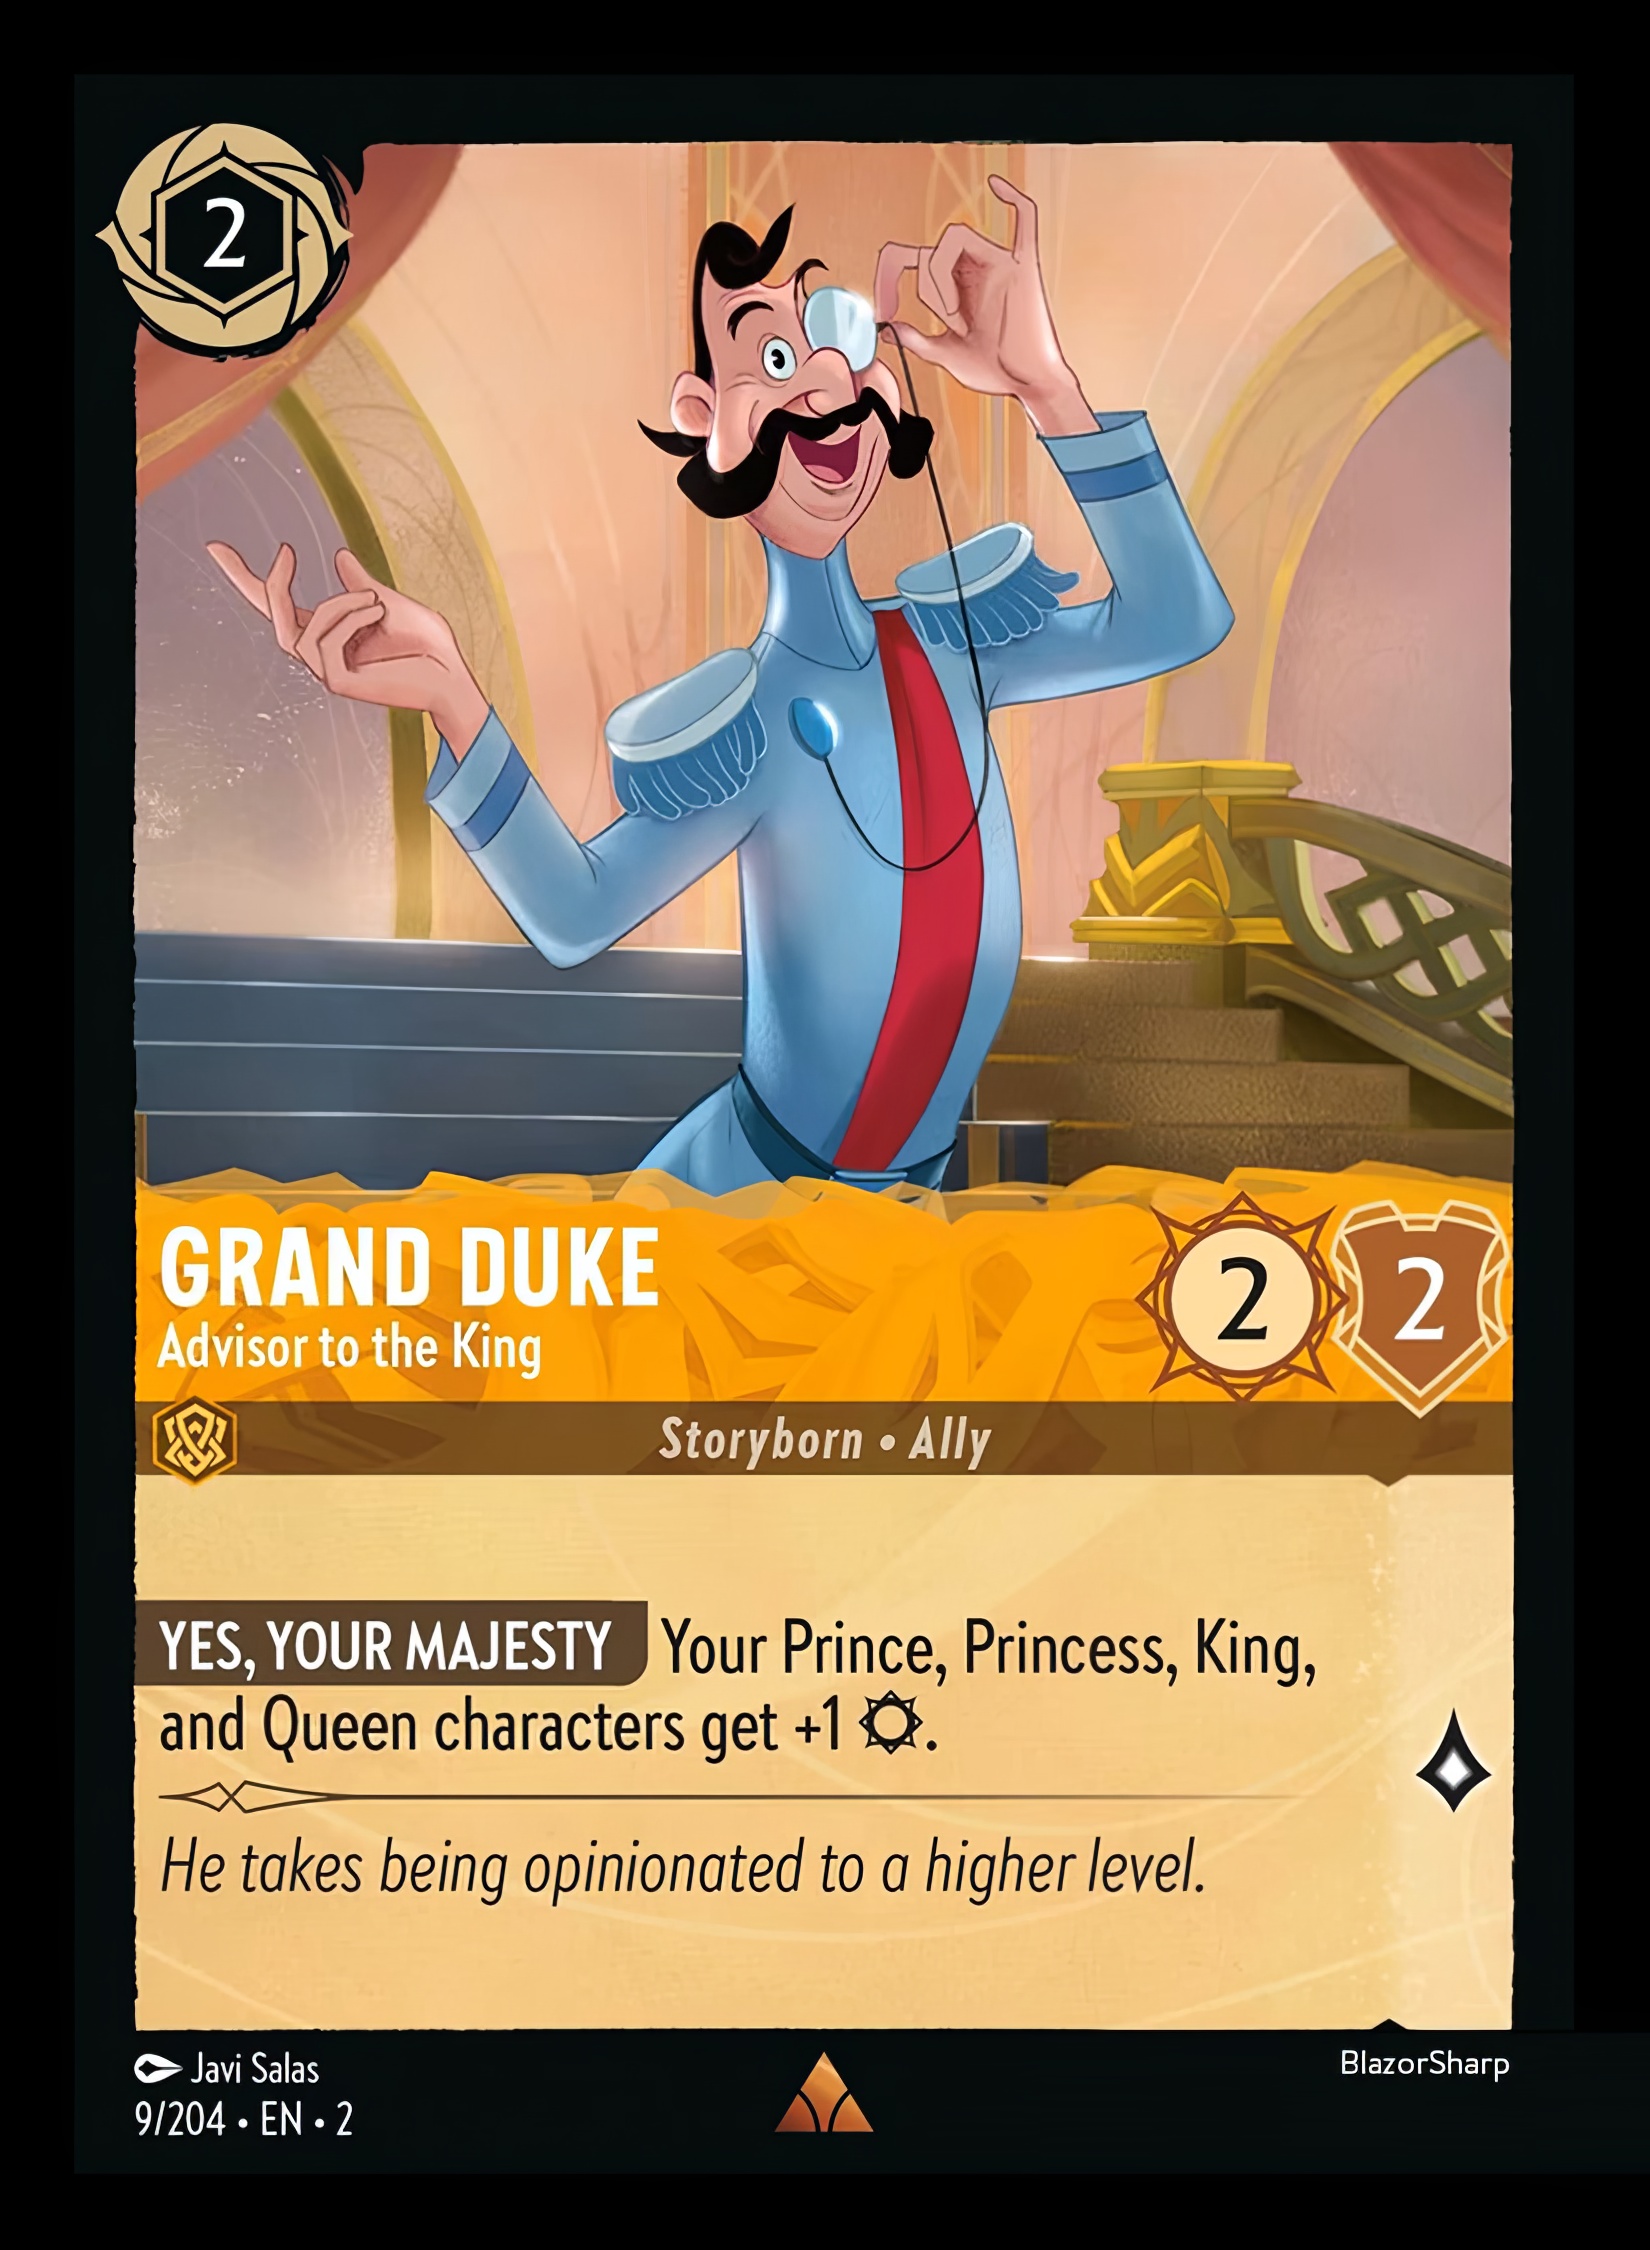 2
GRAND DUKE
Advisor to the King
2 2
Storyborn • Ally
YES, YOUR MAJESTY Your Prince, Princess, King,
and Queen characters get +1 .
He takes being opinionated to a higher level.
Javi Salas
BlazorSharp
9/204 • EN • 2